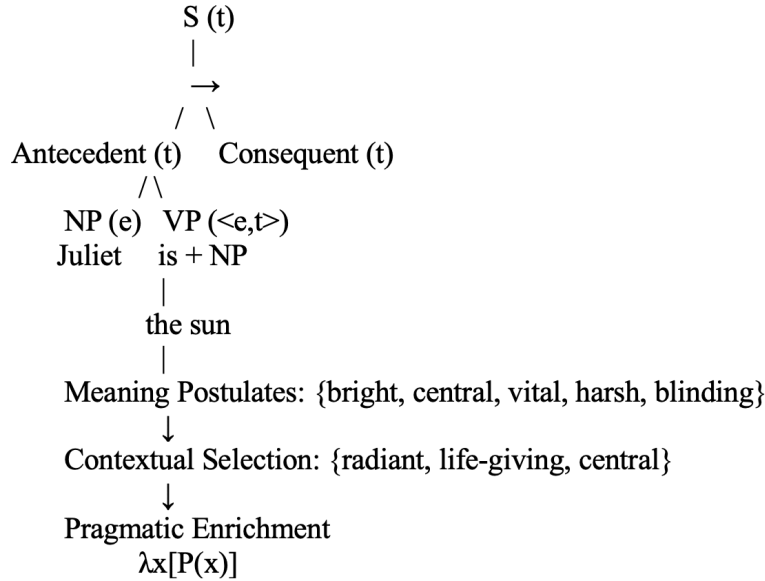 S (t)
|
→
/ \
Antecedent (t) Consequent (t)
/\
NP (e) VP (<e,t>)
Juliet is + NP
|
the sun
|
Meaning Postulates: {bright, central, vital, harsh, blinding}
↓
Contextual Selection: {radiant, life-giving, central}
↓
Pragmatic Enrichment
λx[P(x)]